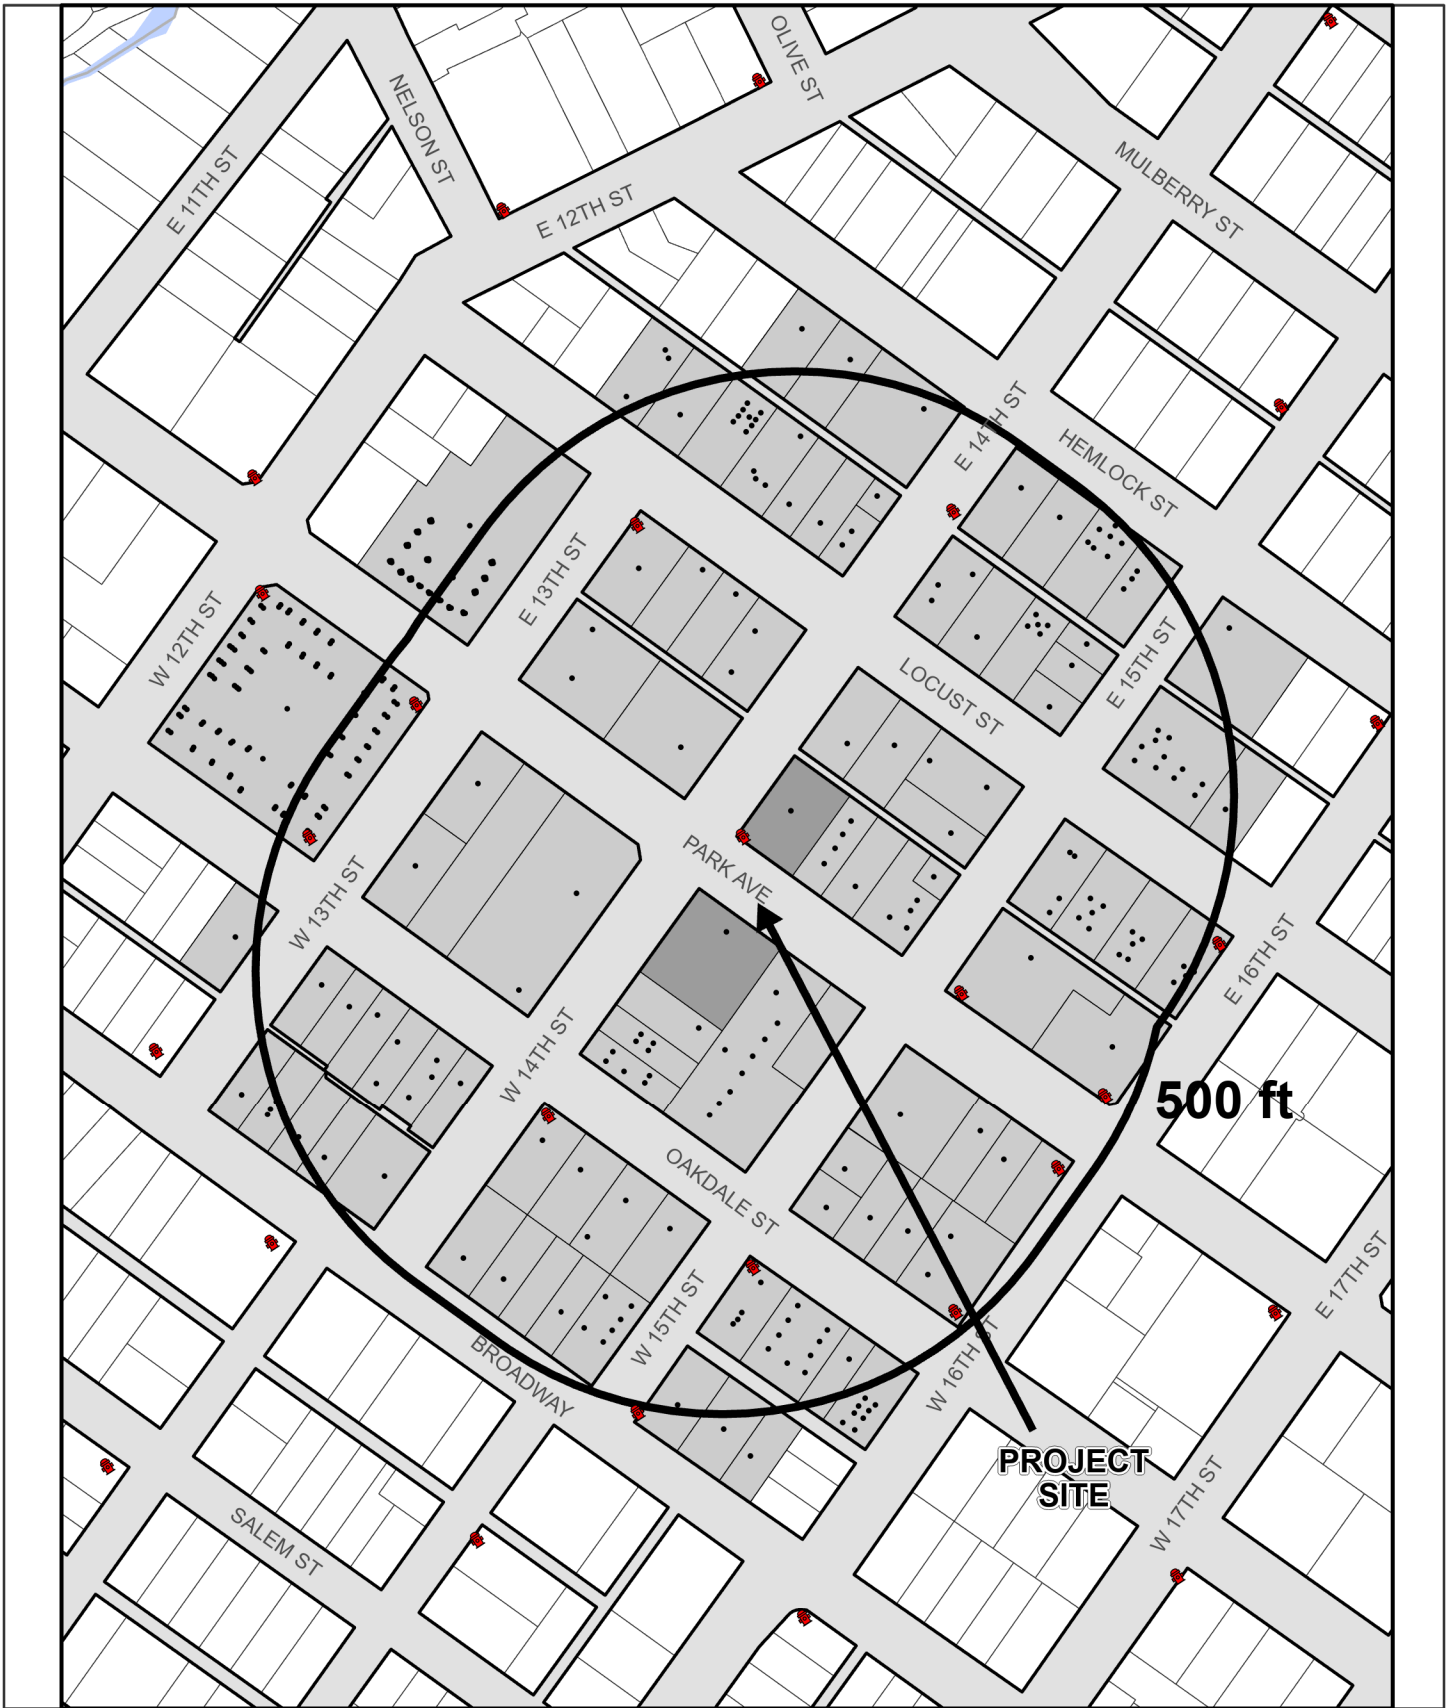 OLIVE ST
NELSON ST
E 11TH ST
E 12TH ST
MULBERRY ST
E 14TH ST
HEMLOCK ST
E 13TH ST
W 12TH ST
E 15TH ST
LOCUST ST
PARK AVE
W 13TH ST
E 16TH ST
W 14TH ST
500 ft
OAKDALE ST
E 17TH ST
W 15TH ST
BROADWAY
W 16TH ST
PROJECT
SITE
W 17TH ST
SALEM ST